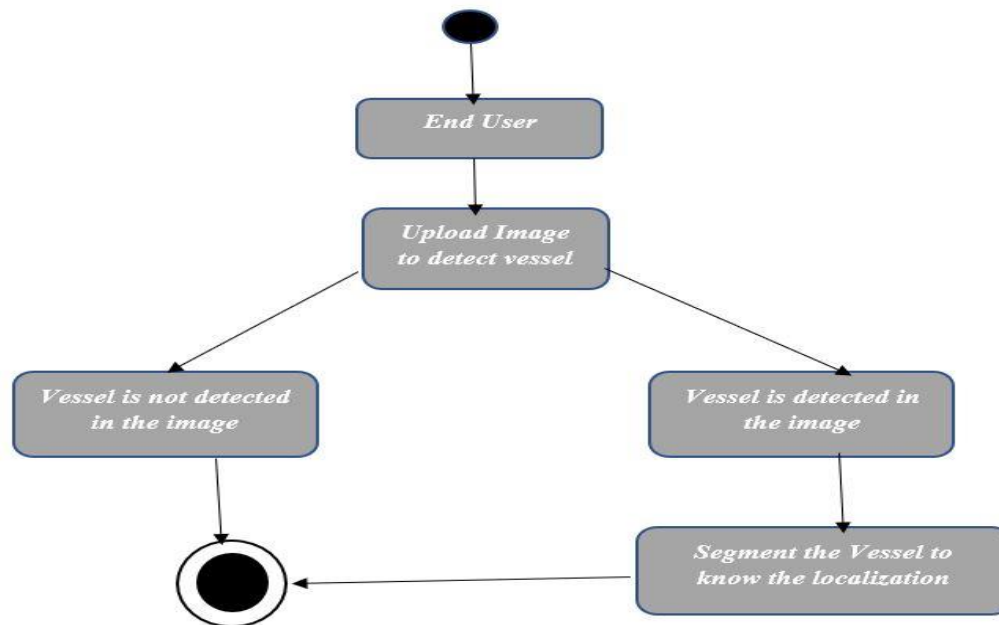 End User
Upload Image
to detect vessel
Vessel is not detected
in the image
Vessel is detected in
the image
Segment the Vessel to
know the localization